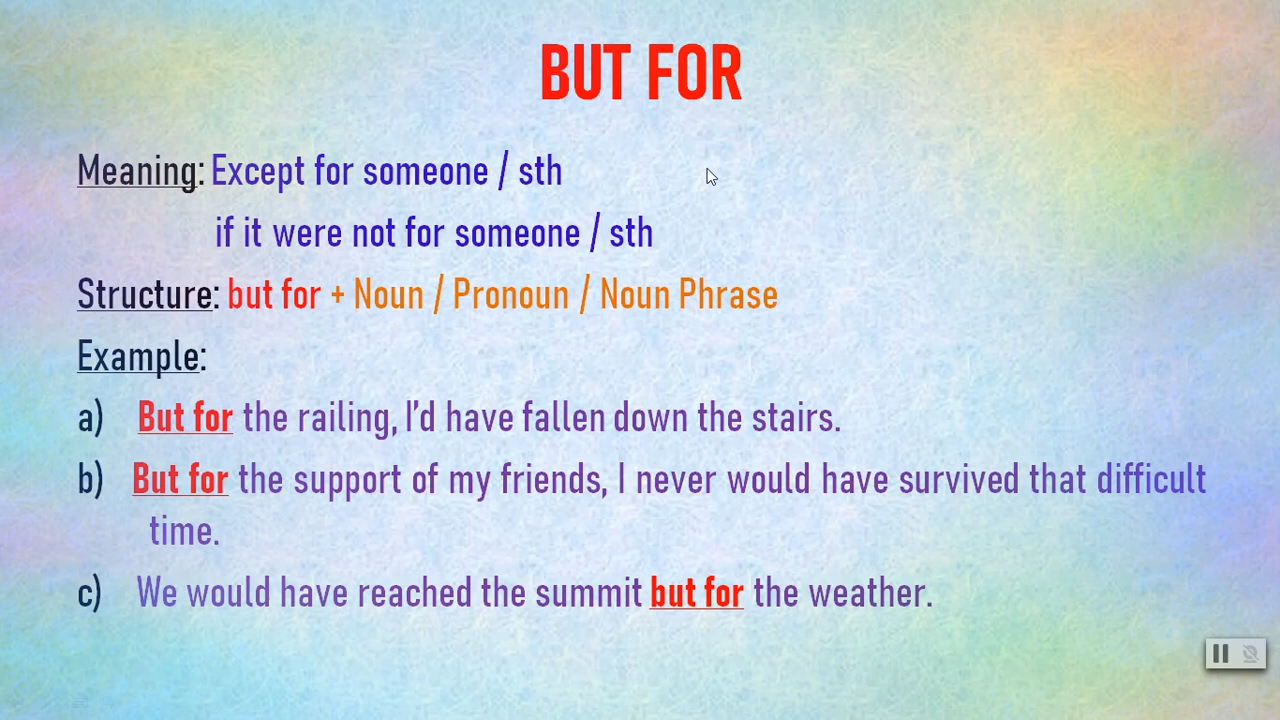 BUT FOR
Meaning: Except for someone / sth
if it were not for someone / sth
Structure: but for + Noun / Pronoun / Noun Phrase
Example:
a) But for the railing, I'd have fallen down the stairs.
b) But for the support of my friends, I never would have survived that difficult
time.
c) We would have reached the summit but for the weather.